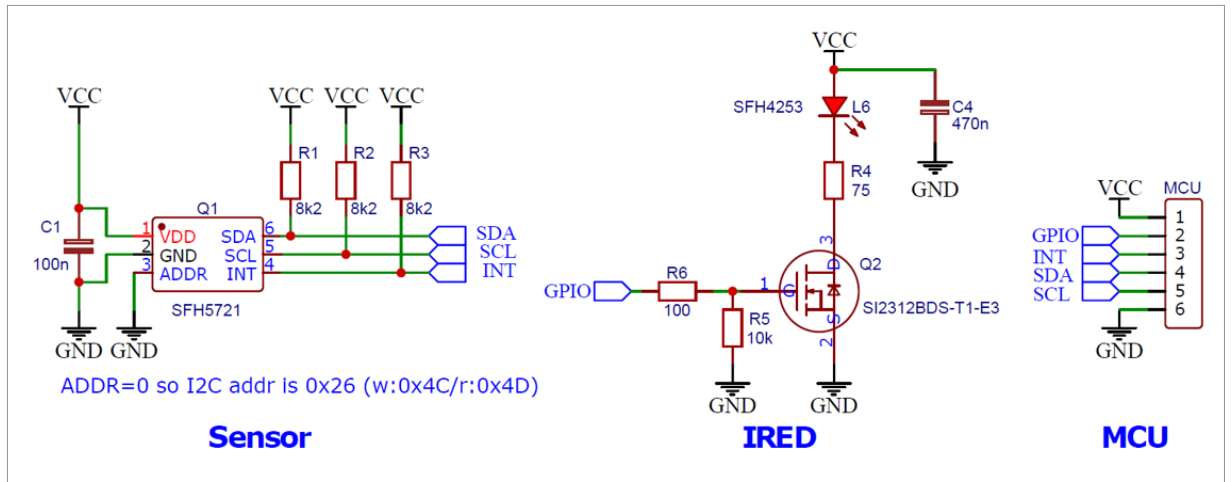 VCC
VCC
VCC
VCC
R1
R2
R3
8k2
8k2
8k2
C1
100n
Q1
1
VDD
SDA
6
SDA
2
GND
SCL
5
SCL
3
ADDR
INT
4
INT
SFH5721
GND
GND
ADDR=0 so I2C addr is 0x26 (w:0x4C/r:0x4D)
Sensor
VCC
SFH4253
L6
C4
470n
GND
R4
75
3
D
Q2
GPIO
R6
100
1
G
SI2312BDS-T1-E3
R5
10k
S
2
GND
GND
IRED
MCU
VCC
1
GPIO
2
INT
3
SDA
4
SCL
5
6
GND
MCU